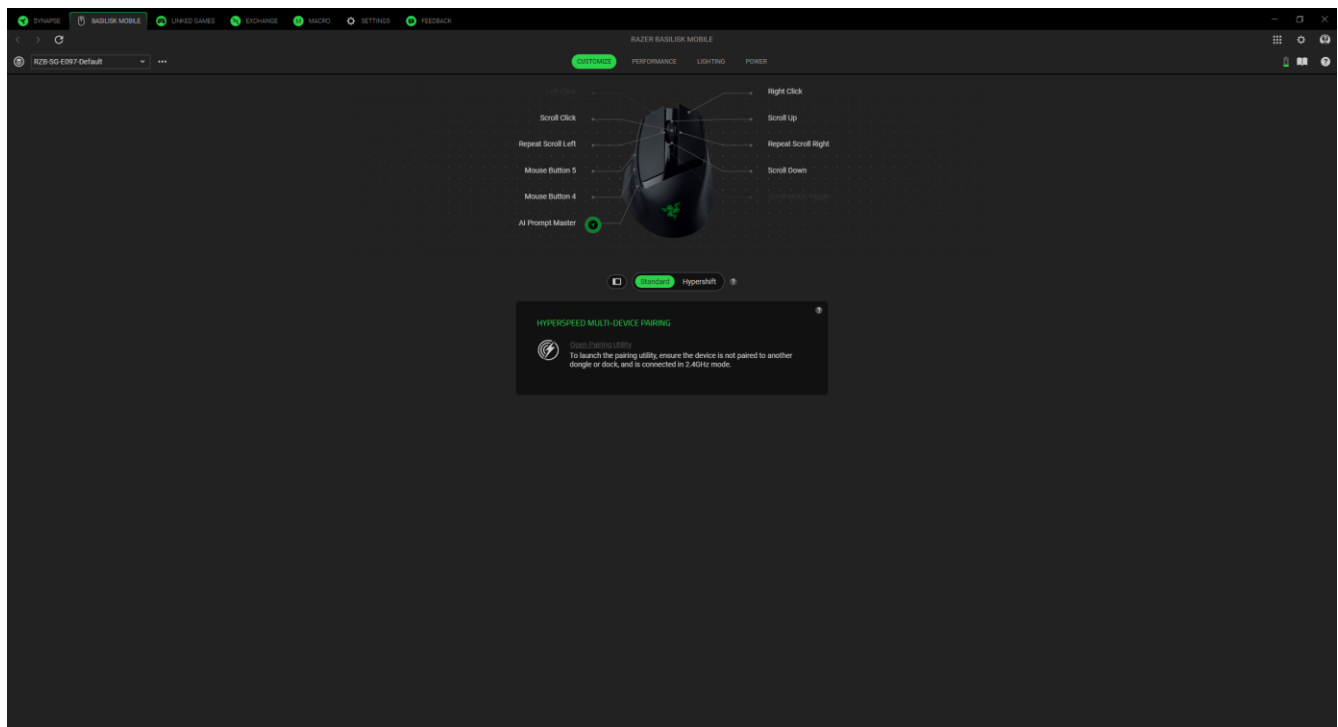 SYNAPSE BASILISK MOBILE LINKED GAMES EXCHANGE MACRO SETTINGS FEEDBACK
RAZER BASILISK MOBILE
RZB-SG-E097-Default CUSTOMIZE PERFORMANCE LIGHTING POWER
Left Click Right Click
Scroll Click Scroll Up
Repeat Scroll Left Repeat Scroll Right
Mouse Button 5 Scroll Down
Mouse Button 4
AI Prompt Master
Standard Hypershift ?
?
HYPERSPEED MULTI-DEVICE PAIRING
Open Pairing Utility
To launch the pairing utility, ensure the device is not paired to another
dongle or dock, and is connected in 2.4GHz mode.